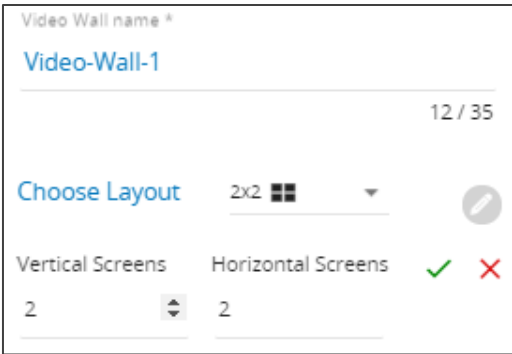 Video Wall name *
Video-Wall-1
12 / 35
Choose Layout 2x2
Vertical Screens Horizontal Screens
2 2